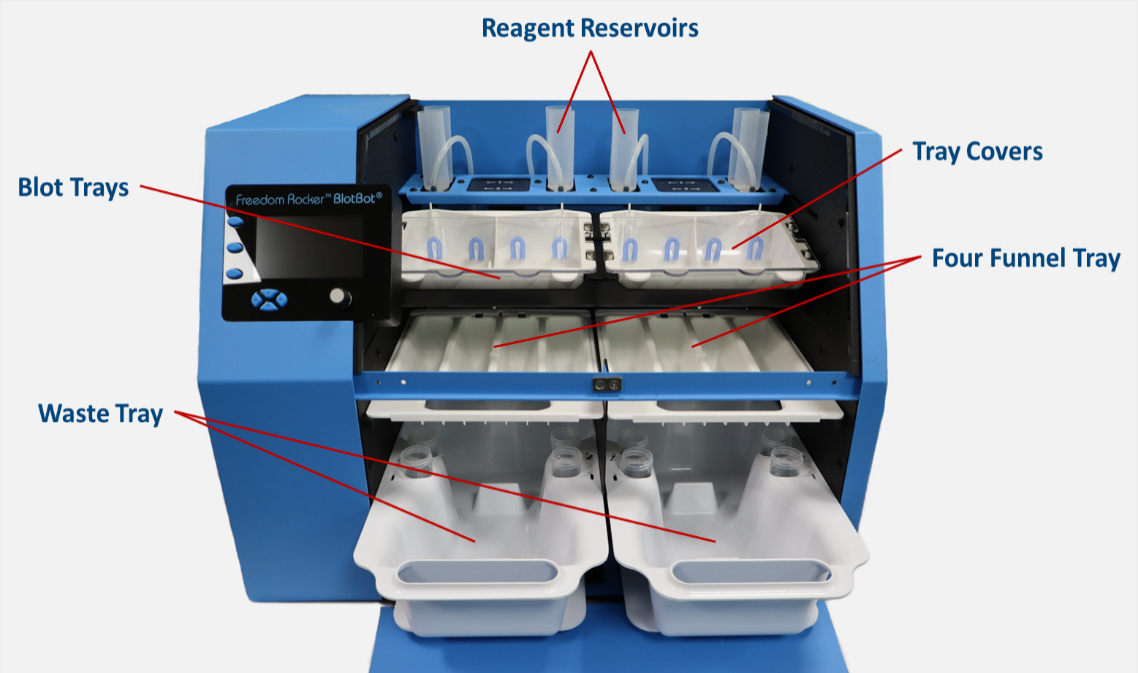 Reagent Reservoirs
Tray Covers
Blot Trays
Freedom Rocker™ BlotBot®
Four Funnel Tray
Waste Tray